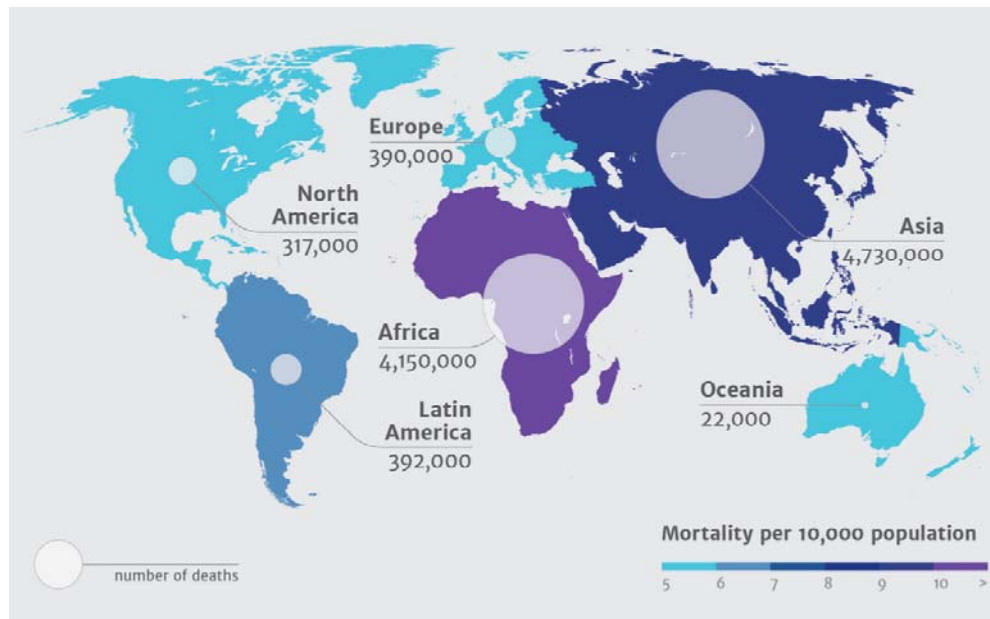 Europe
390,000
North
America
317,000
Asia
4,730,000
Africa
4,150,000
Oceania
22,000
Latin
America
392,000
Mortality per 10,000 population
number of deaths
5 6 7 8 9 10 >